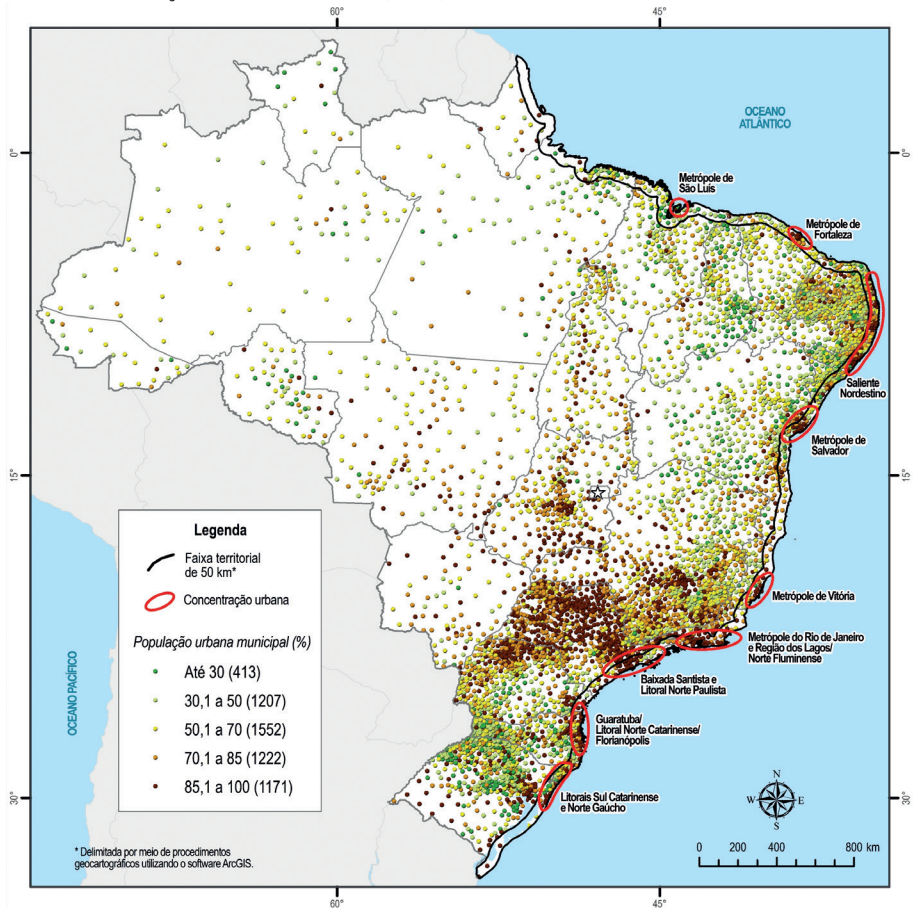 60°
45°
OCEANO
ATLÂNTICO
0°
0°
Metrópole de
São Luís
Metrópole de
Fortaleza
Saliente
Nordestino
Metrópole de
Salvador
15°
15°
Legenda
Faixa territorial
de 50 km*
Concentração urbana
População urbana municipal (%)
Até 30 (413)
30,1 a 50 (1207)
50,1 a 70 (1552)
70,1 a 85 (1222)
85,1 a 100 (1171)
OCEANO PACÍFICO
Metrópole de Vitória
Metrópole do Rio de Janeiro
e Região dos Lagos/
Norte Fluminense
Baixada Santista e
Litoral Norte Paulista
Guaratuba/
Litoral Norte Catarinense/
Florianópolis
Litorais Sul Catarinense
e Norte Gaúcho
30°
30°
N
W
E
S
0 200 400 800 km
* Delimitada por meio de procedimentos
geocartográficos utilizando o software ArcGIS.
60°
45°